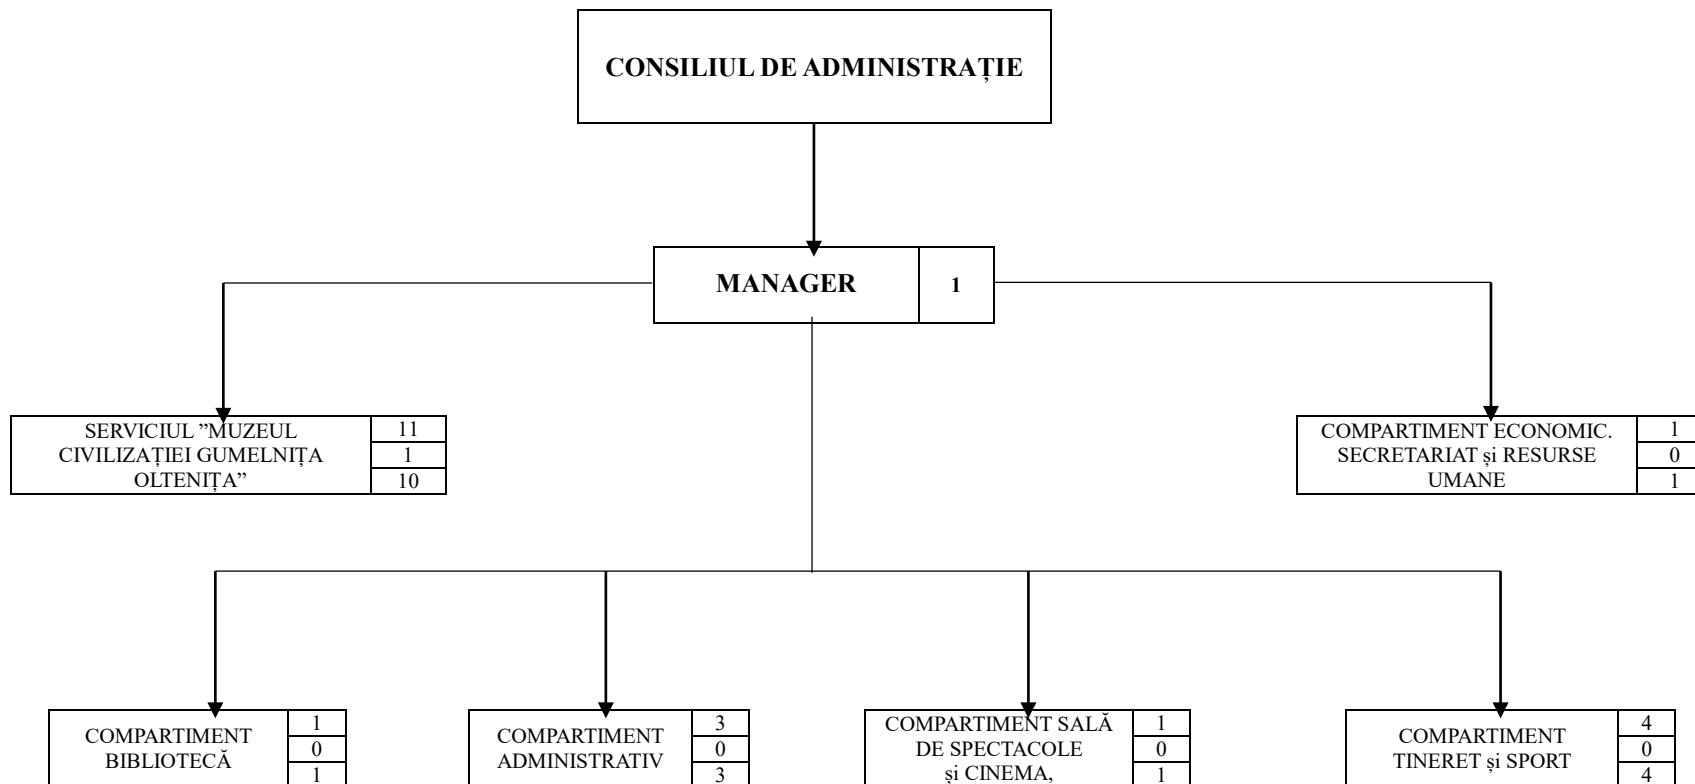 CONSILIUL DE ADMINISTRAȚIE
MANAGER
1
SERVICIUL ”MUZEUL
CIVILIZAȚIEI GUMELNIȚA
OLTENIȚA”
11
1
10
COMPARTIMENT ECONOMIC.
SECRETARIAT și RESURSE
UMANE
1
0
1
COMPARTIMENT
BIBLIOTECĂ
1
0
1
COMPARTIMENT
ADMINISTRATIV
3
0
3
COMPARTIMENT SALĂ
DE SPECTACOLE
și CINEMA,
1
0
1
COMPARTIMENT
TINERET și SPORT
4
0
4